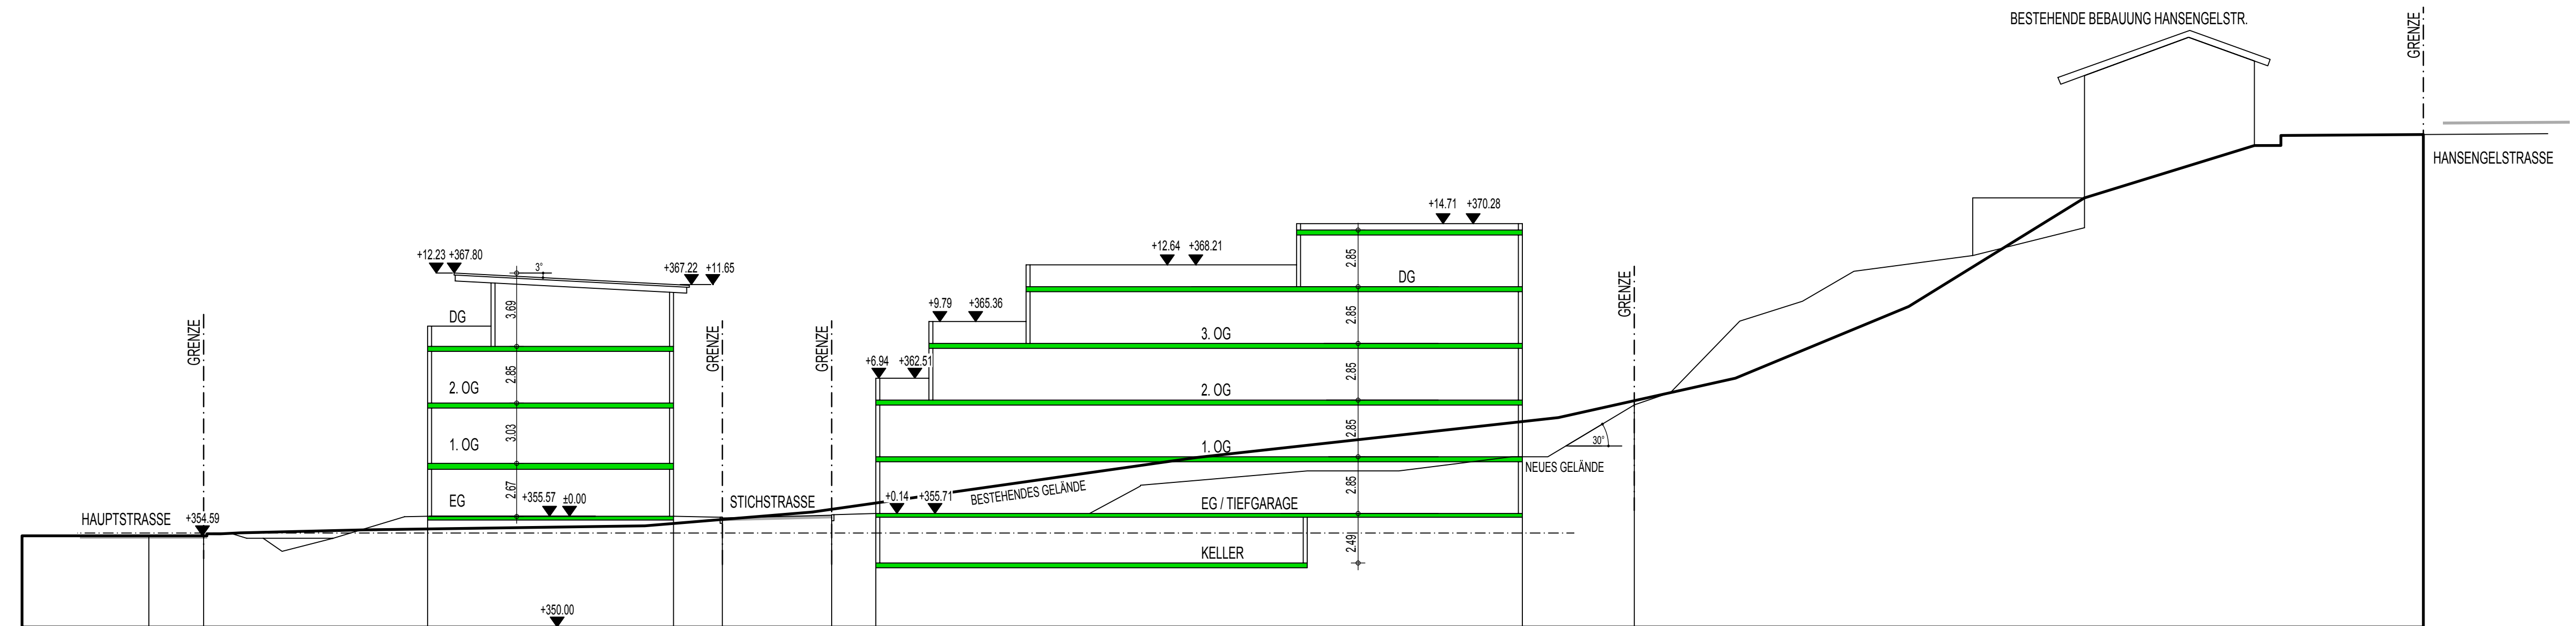 BESTEHENDE BEBAUUNG HANSENGELSTR.
GRENZE
HANSENGELSTRASSE
+14.71 +370.28
+12.64 +368.21
+12.23 +367.80
3°
+367.22 +11.65
2.85
DG
GRENZE
+9.79 +365.36
3.69
DG
2.85
3. OG
GRENZE
GRENZE
GRENZE
+6.94 +362.51
2.85
2. OG
2.85
2. OG
3.03
1. OG
2.85
1. OG
30°
NEUES GELÄNDE
2.67
EG
+355.57 ±0.00
STICHSTRASSE
+0.14 +355.71
BESTEHENDES GELÄNDE
2.85
EG / TIEFGARAGE
HAUPTSTRASSE
+354.59
2.49
KELLER
+350.00